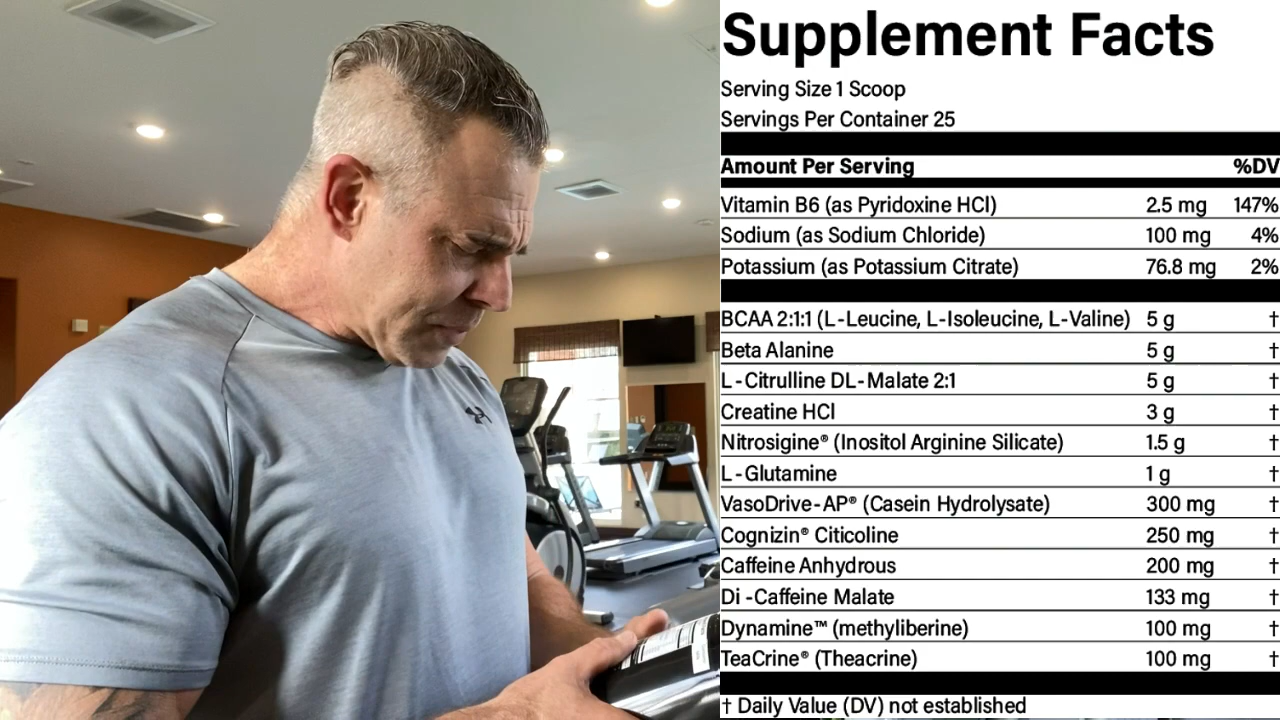 Supplement Facts
Serving Size 1 Scoop
Servings Per Container 25
Amount Per Serving %DV
Vitamin B6 (as Pyridoxine HCl) 2.5 mg 147%
Sodium (as Sodium Chloride) 100 mg 4%
Potassium (as Potassium Citrate) 76.8 mg 2%
BCAA 2:1:1 (L-Leucine, L-Isoleucine, L-Valine) 5 g †
Beta Alanine 5 g †
L-Citrulline DL-Malate 2:1 5 g †
Creatine HCl 3 g †
Nitrosigine® (Inositol Arginine Silicate) 1.5 g †
L-Glutamine 1 g †
VasoDrive-AP® (Casein Hydrolysate) 300 mg †
Cognizin® Citicoline 250 mg †
Caffeine Anhydrous 200 mg †
Di-Caffeine Malate 133 mg †
Dynamine™ (methyliberine) 100 mg †
TeaCrine® (Theacrine) 100 mg †
† Daily Value (DV) not established